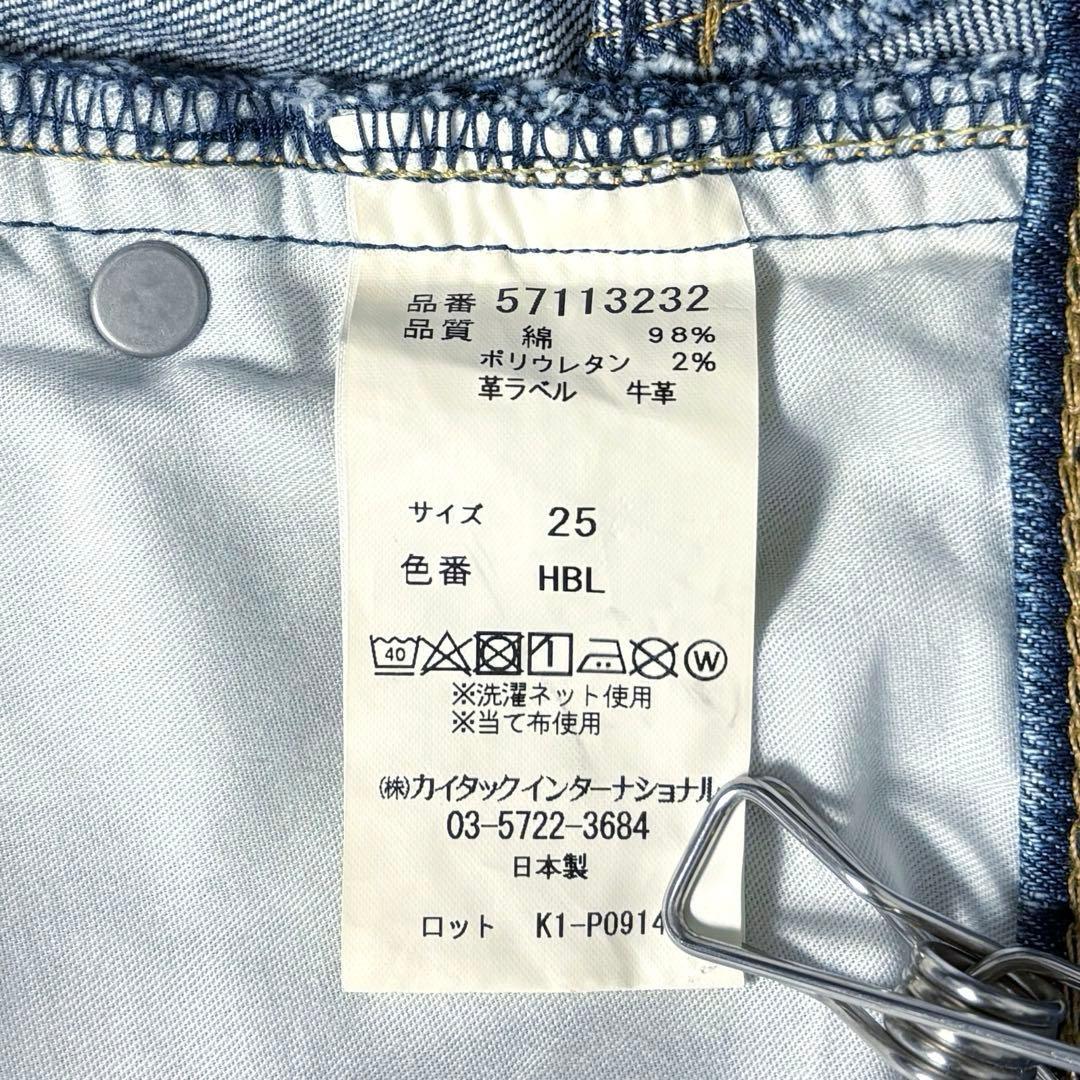 品番 57113232
品質 綿 98%
ポリウレタン 2%
革ラベル 牛革
サイズ 25
色番 HBL
40 W
※洗濯ネット使用
※当て布使用
㈱カイタックインターナショナル
03-5722-3684
日本製
ロット K1-P0914